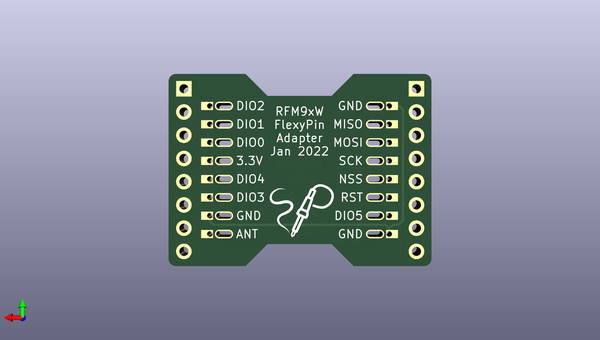 DIO2
DIO1
DIO0
3.3V
DIO4
DIO3
GND
ANT
RFM9xW
FlexyPin
Adapter
Jan 2022
GND
MISO
MOSI
SCK
NSS
RST
DIO5
GND